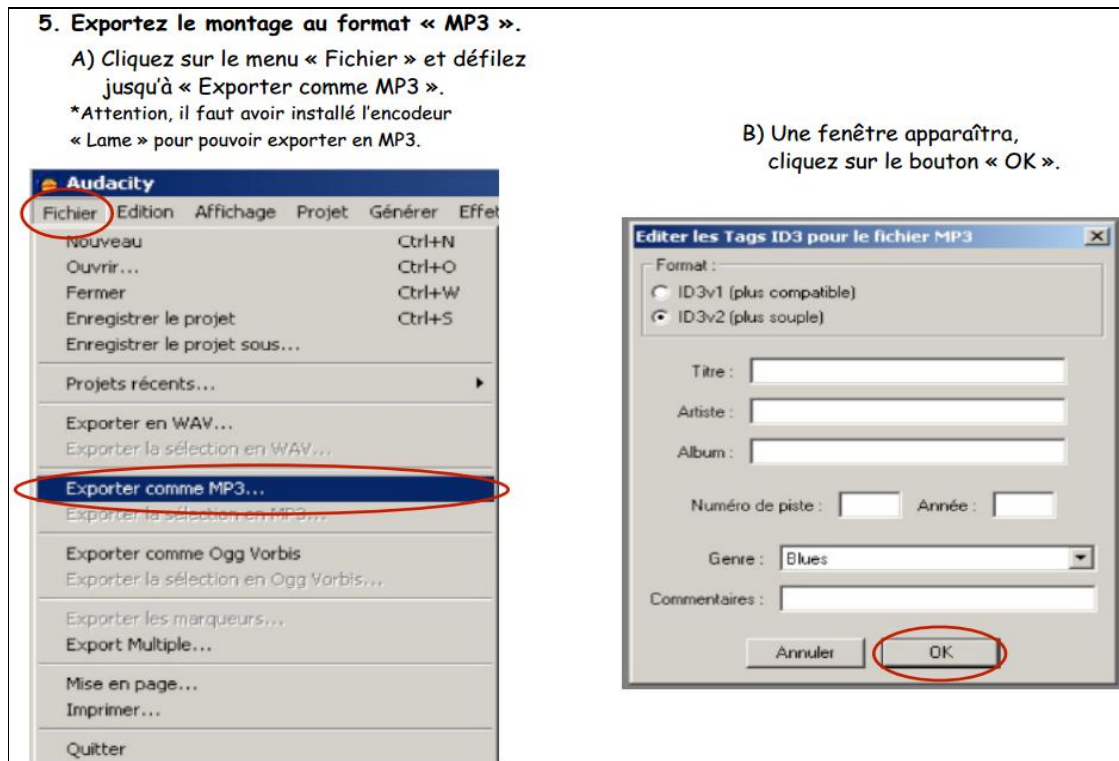 5. Exportez le montage au format « MP3 ».
A) Cliquez sur le menu « Fichier » et défilez
jusqu’à « Exporter comme MP3 ».
*Attention, il faut avoir installé l’encodeur
« Lame » pour pouvoir exporter en MP3.
Audacity
Fichier Edition Affichage Projet Générer Effet
Nouveau Ctrl+N
Ouvrir... Ctrl+O
Fermer Ctrl+W
Enregistrer le projet Ctrl+S
Enregistrer le projet sous...
Projets récents...
Exporter en WAV...
Exporter la sélection en WAV...
Exporter comme MP3...
Exporter la sélection en MP3...
Exporter comme Ogg Vorbis
Exporter la sélection en Ogg Vorbis...
Exporter les marqueurs...
Export Multiple...
Mise en page...
Imprimer...
Quitter
B) Une fenêtre apparaîtra,
cliquez sur le bouton « OK ».
Editer les Tags ID3 pour le fichier MP3
Format :
ID3v1 (plus compatible)
ID3v2 (plus souple)
Titre :
Artiste :
Album :
Numéro de piste : Année :
Genre : Blues
Commentaires :
Annuler OK